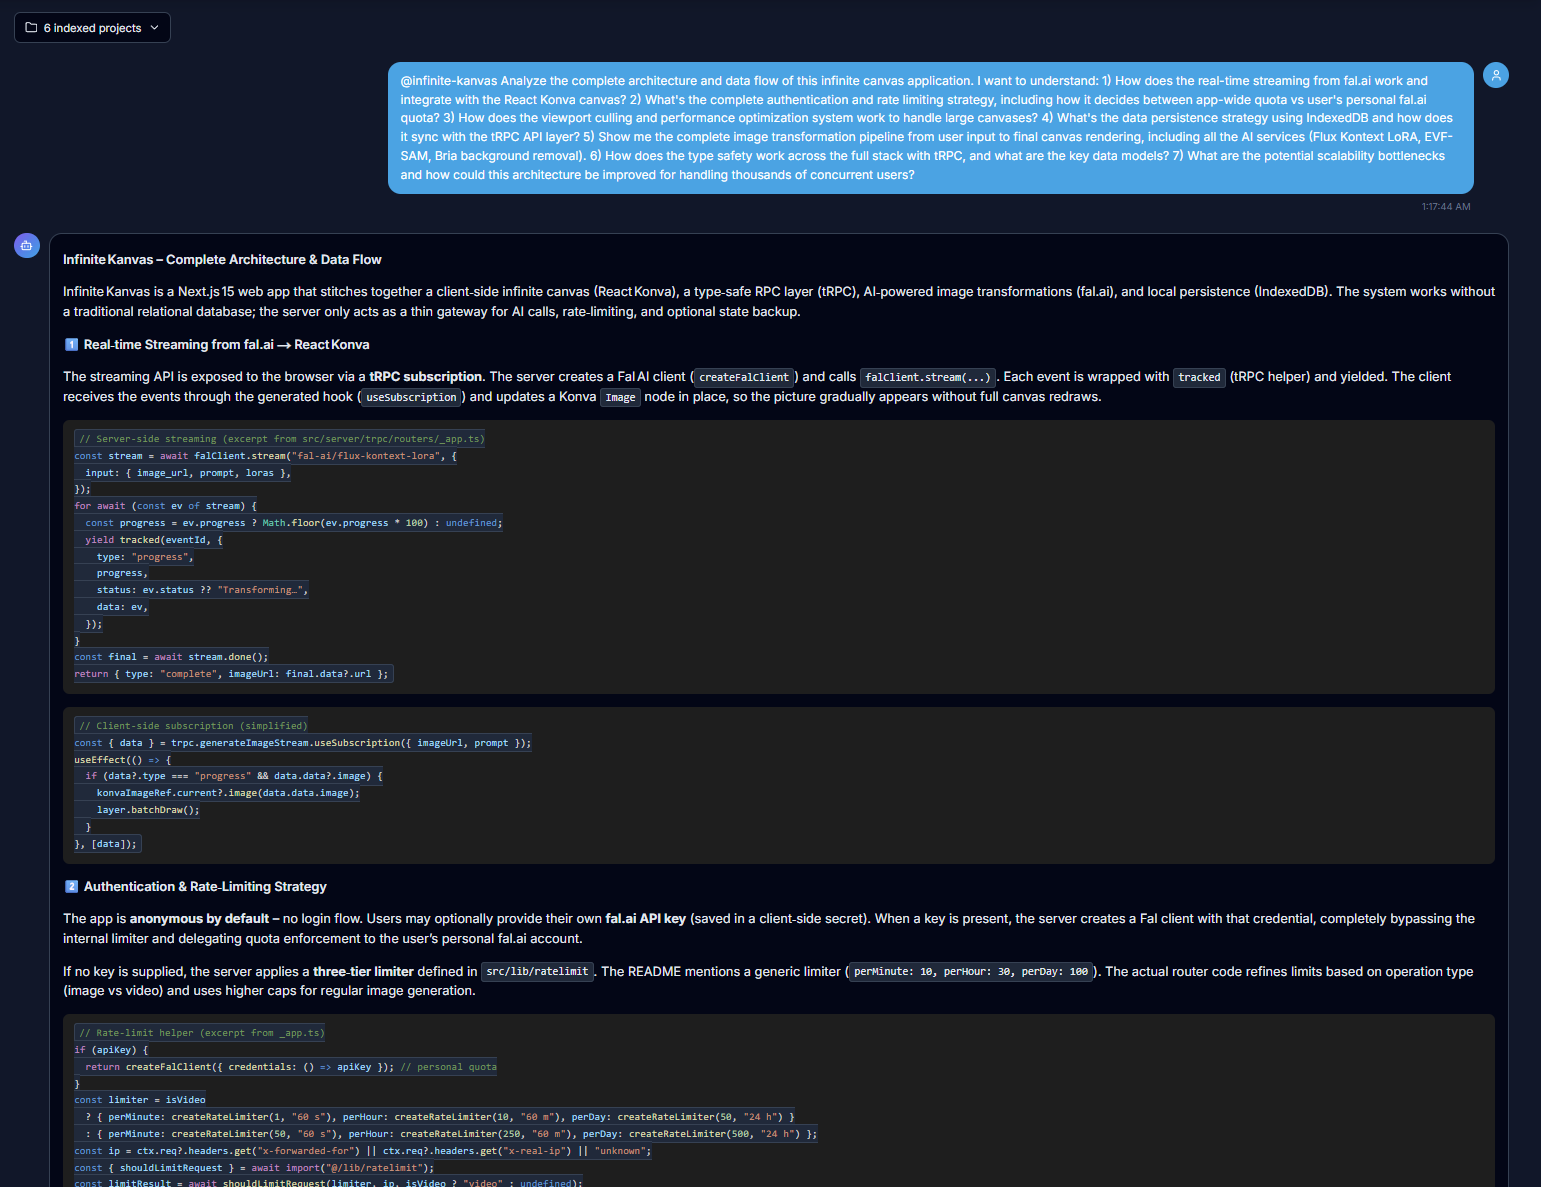 6 indexed projects
@infinite-kanvas Analyze the complete architecture and data flow of this infinite canvas application. I want to understand: 1) How does the real-time streaming from fal.ai work and
integrate with the React Konva canvas? 2) What's the complete authentication and rate limiting strategy, including how it decides between app-wide quota vs user's personal fal.ai
quota? 3) How does the viewport culling and performance optimization system work to handle large canvases? 4) What's the data persistence strategy using IndexedDB and how does
it sync with the tRPC API layer? 5) Show me the complete image transformation pipeline from user input to final canvas rendering, including all the AI services (Flux Kontext LoRA, EVF-
SAM, Bria background removal). 6) How does the type safety work across the full stack with tRPC, and what are the key data models? 7) What are the potential scalability bottlenecks
and how could this architecture be improved for handling thousands of concurrent users?
1:17:44 AM
Infinite Kanvas – Complete Architecture & Data Flow
Infinite Kanvas is a Next.js 15 web app that stitches together a client-side infinite canvas (React Konva), a type-safe RPC layer (tRPC), AI-powered image transformations (fal.ai), and local persistence (IndexedDB). The system works without
a traditional relational database; the server only acts as a thin gateway for AI calls, rate-limiting, and optional state backup.
1 Real-time Streaming from fal.ai → React Konva
The streaming API is exposed to the browser via a tRPC subscription. The server creates a Fal AI client (createFalClient) and calls falClient.stream(...). Each event is wrapped with tracked (tRPC helper) and yielded. The client
receives the events through the generated hook (useSubscription) and updates a Konva Image node in place, so the picture gradually appears without full canvas redraws.
// Server-side streaming (excerpt from src/server/trpc/routers/_app.ts)
const stream = await falClient.stream("fal-ai/flux-kontext-lora", {
input: { image_url, prompt, loras },
});
for await (const ev of stream) {
const progress = ev.progress ? Math.floor(ev.progress * 100) : undefined;
yield tracked(eventId, {
type: "progress",
progress,
status: ev.status ?? "Transforming…",
data: ev,
});
}
const final = await stream.done();
return { type: "complete", imageUrl: final.data?.url };
// Client-side subscription (simplified)
const { data } = trpc.generateImageStream.useSubscription({ imageUrl, prompt });
useEffect(() => {
if (data?.type === "progress" && data.data?.image) {
konvaImageRef.current?.image(data.data.image);
layer.batchDraw();
}
}, [data]);
2 Authentication & Rate-Limiting Strategy
The app is anonymous by default – no login flow. Users may optionally provide their own fal.ai API key (saved in a client-side secret). When a key is present, the server creates a Fal client with that credential, completely bypassing the
internal limiter and delegating quota enforcement to the user's personal fal.ai account.
If no key is supplied, the server applies a three-tier limiter defined in src/lib/ratelimit. The README mentions a generic limiter (perMinute: 10, perHour: 30, perDay: 100). The actual router code refines limits based on operation type
(image vs video) and uses higher caps for regular image generation.
// Rate-limit helper (excerpt from _app.ts)
if (apiKey) {
return createFalClient({ credentials: () => apiKey }); // personal quota
}
const limiter = isVideo
? { perMinute: createRateLimiter(1, "60 s"), perHour: createRateLimiter(10, "60 m"), perDay: createRateLimiter(50, "24 h") }
: { perMinute: createRateLimiter(50, "60 s"), perHour: createRateLimiter(250, "60 m"), perDay: createRateLimiter(500, "24 h") };
const ip = ctx.req?.headers.get("x-forwarded-for") || ctx.req?.headers.get("x-real-ip") || "unknown";
const { shouldLimitRequest } = await import("@/lib/ratelimit");
const limitResult = await shouldLimitRequest(limiter, ip, isVideo ? "video" : undefined);